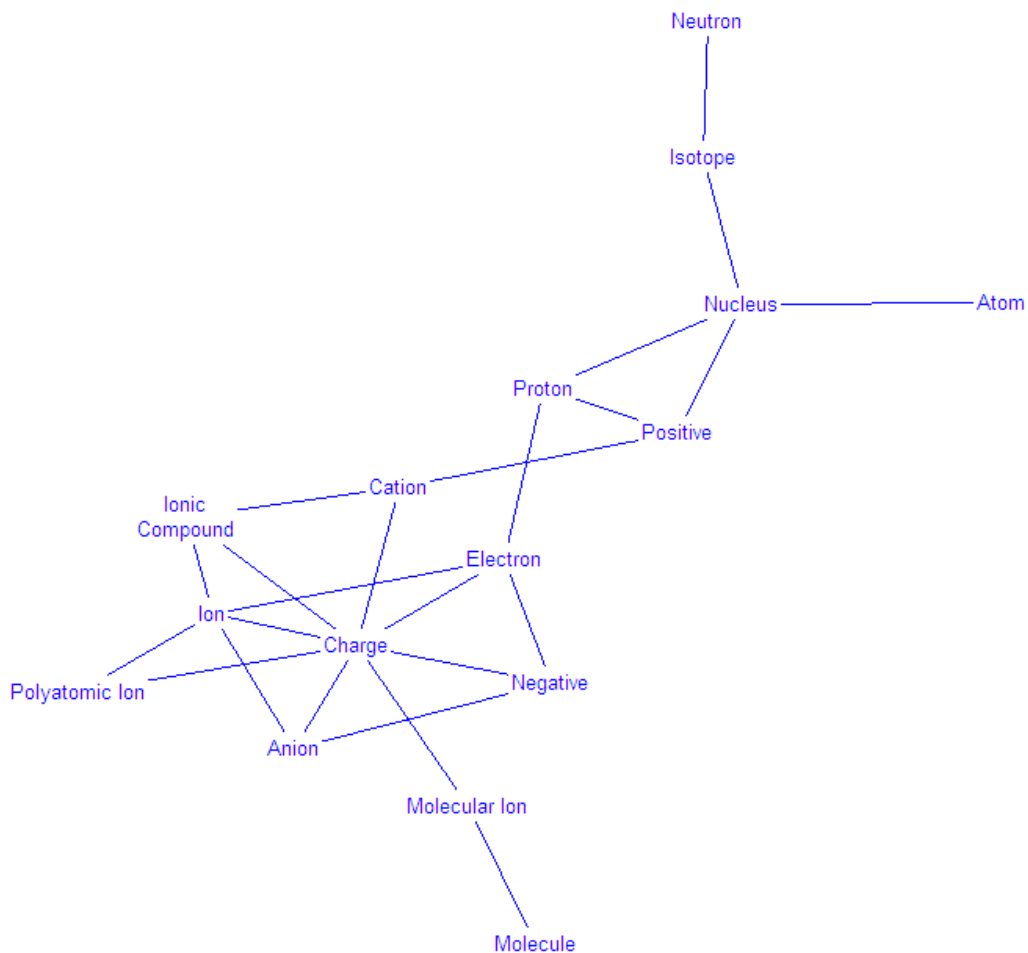 Neutron
Isotope
Nucleus
Atom
Proton
Positive
Cation
Ionic
Compound
Electron
Ion
Charge
Polyatomic Ion
Negative
Anion
Molecular Ion
Molecule